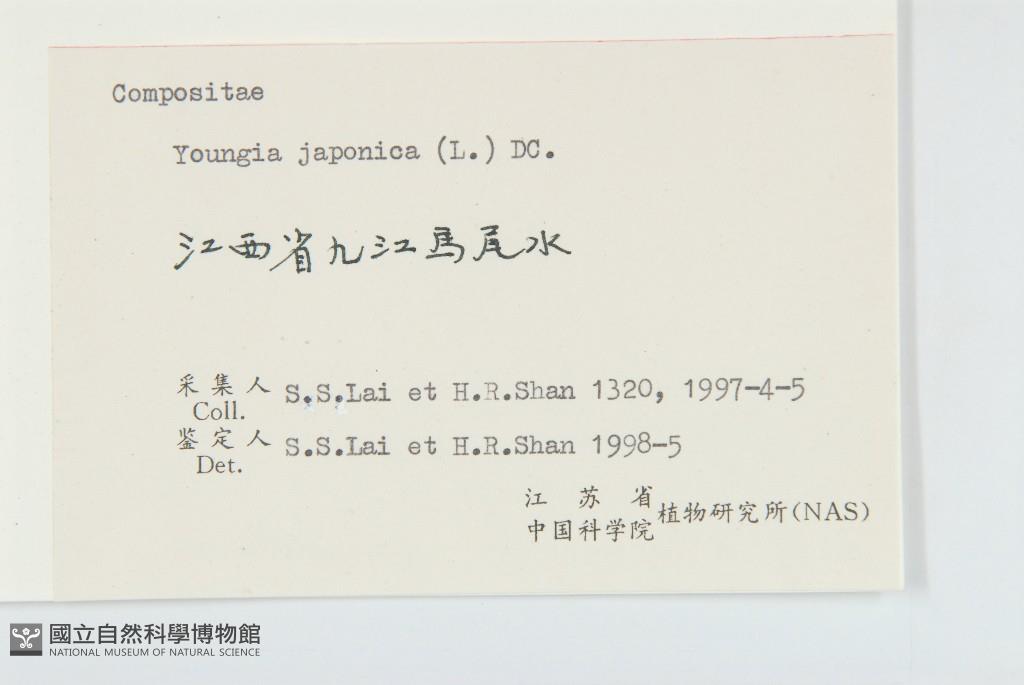 Compositae
Youngia japonica (L.) DC.
江西省九江馬尾水
采集人 S.S.Lai et H.R.Shan 1320, 1997-4-5
Coll.
鉴定人 S.S.Lai et H.R.Shan 1998-5
Det.
江苏省
中国科学院 植物研究所(NAS)
國立自然科學博物館
NATIONAL MUSEUM OF NATURAL SCIENCE